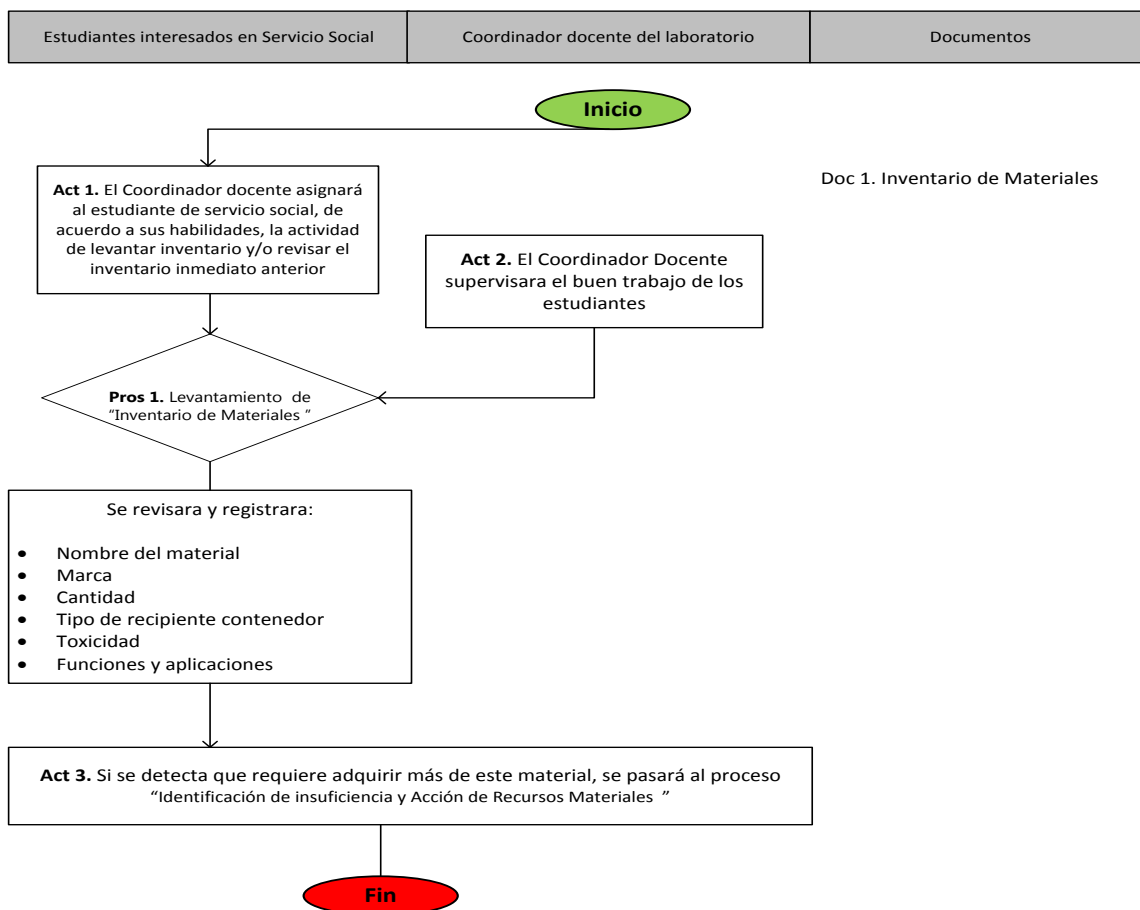 Estudiantes interesados en Servicio Social
Coordinador docente del laboratorio
Documentos
Inicio
Act 1. El Coordinador docente asignará
al estudiante de servicio social, de
acuerdo a sus habilidades, la actividad
de levantar inventario y/o revisar el
inventario inmediato anterior
Doc 1. Inventario de Materiales
Act 2. El Coordinador Docente
supervisara el buen trabajo de los
estudiantes
Pros 1. Levantamiento de
“Inventario de Materiales ”
Se revisara y registrara:
• Nombre del material
• Marca
• Cantidad
• Tipo de recipiente contenedor
• Toxicidad
• Funciones y aplicaciones
Act 3. Si se detecta que requiere adquirir más de este material, se pasará al proceso
“Identificación de insuficiencia y Acción de Recursos Materiales ”
Fin